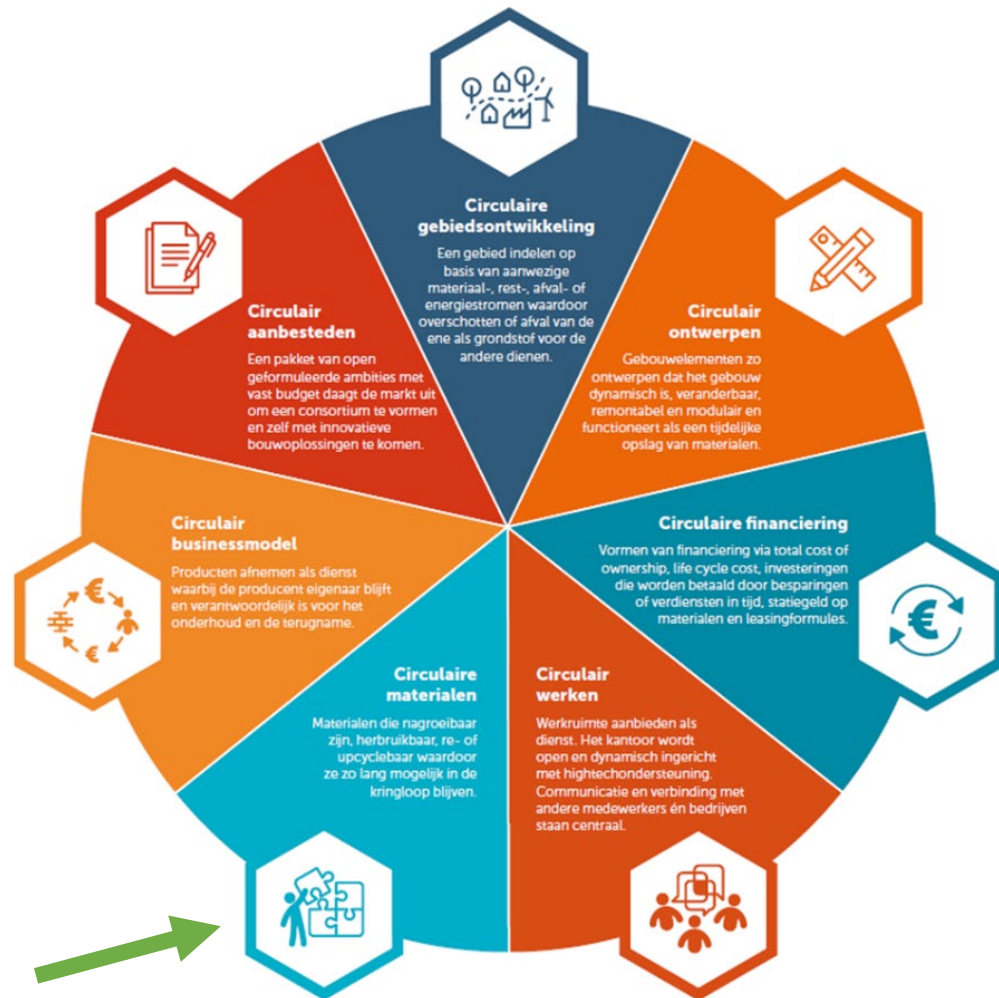 Circulaire
gebiedsontwikkeling
Een gebied indelen op
basis van aanwezige
materiaal-, rest-, afval- of
energiestromen waardoor
overschotten of afval van de
ene als grondstof voor de
andere dienen.
Circulair
ontwerpen
Gebouwelementen zo
ontwerpen dat het gebouw
dynamisch is, veranderbaar,
remontabel en modulair en
functioneert als een tijdelijke
opslag van materialen.
Circulaire financiering
Vormen van financiering via total cost of
ownership, life cycle cost, investeringen
die worden betaald door besparingen
of verdiensten in tijd, statiegeld op
materialen en leasingformules.
€
Circulair
werken
Werkruimte aanbieden als
dienst. Het kantoor wordt
open en dynamisch ingericht
met hightechondersteuning.
Communicatie en verbinding met
andere medewerkers én bedrijven
staan centraal.
Circulaire
materialen
Materialen die nagroeibaar
zijn, herbruikbaar, re- of
upcyclebaar waardoor
ze zo lang mogelijk in de
kringloop blijven.
Circulair
businessmodel
Producten afnemen als dienst
waarbij de producent eigenaar blijft
en verantwoordelijk is voor het
onderhoud en de terugname.
€
€
Circulair
aanbesteden
Een pakket van open
geformuleerde ambities met
vast budget daagt de markt uit
om een consortium te vormen
en zelf met innovatieve
bouwoplossingen te komen.